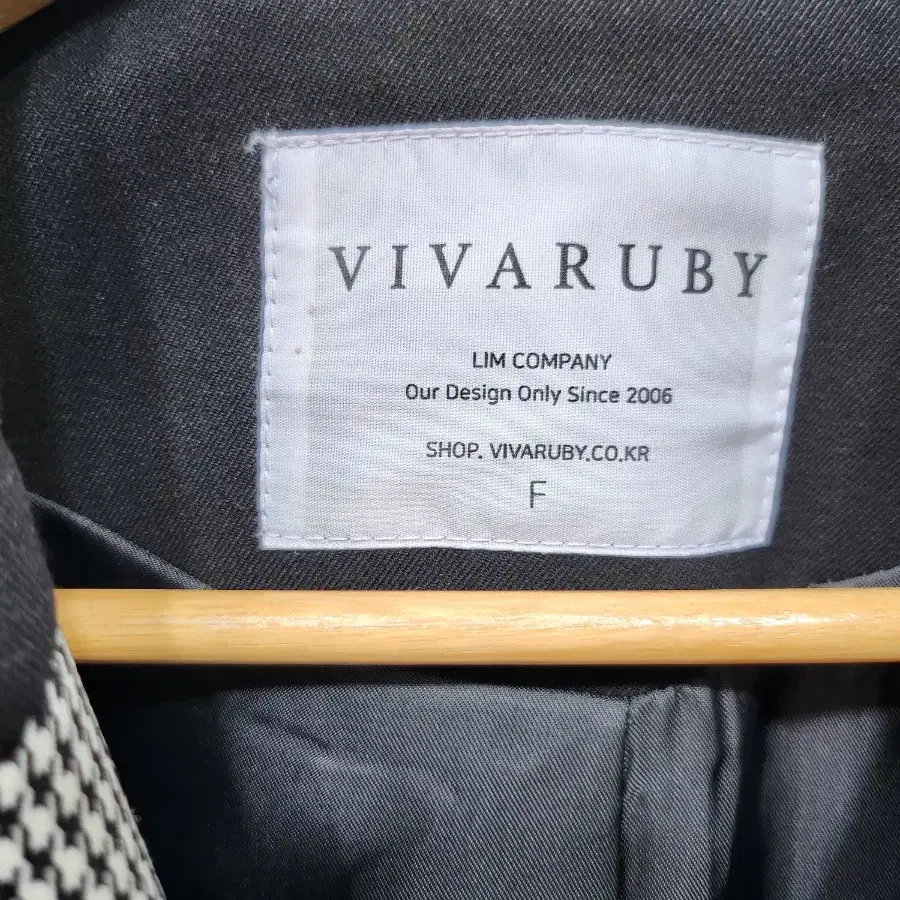 VIVARUBY
LIM COMPANY
Our Design Only Since 2006
SHOP. VIVARUBY.CO.KR
F